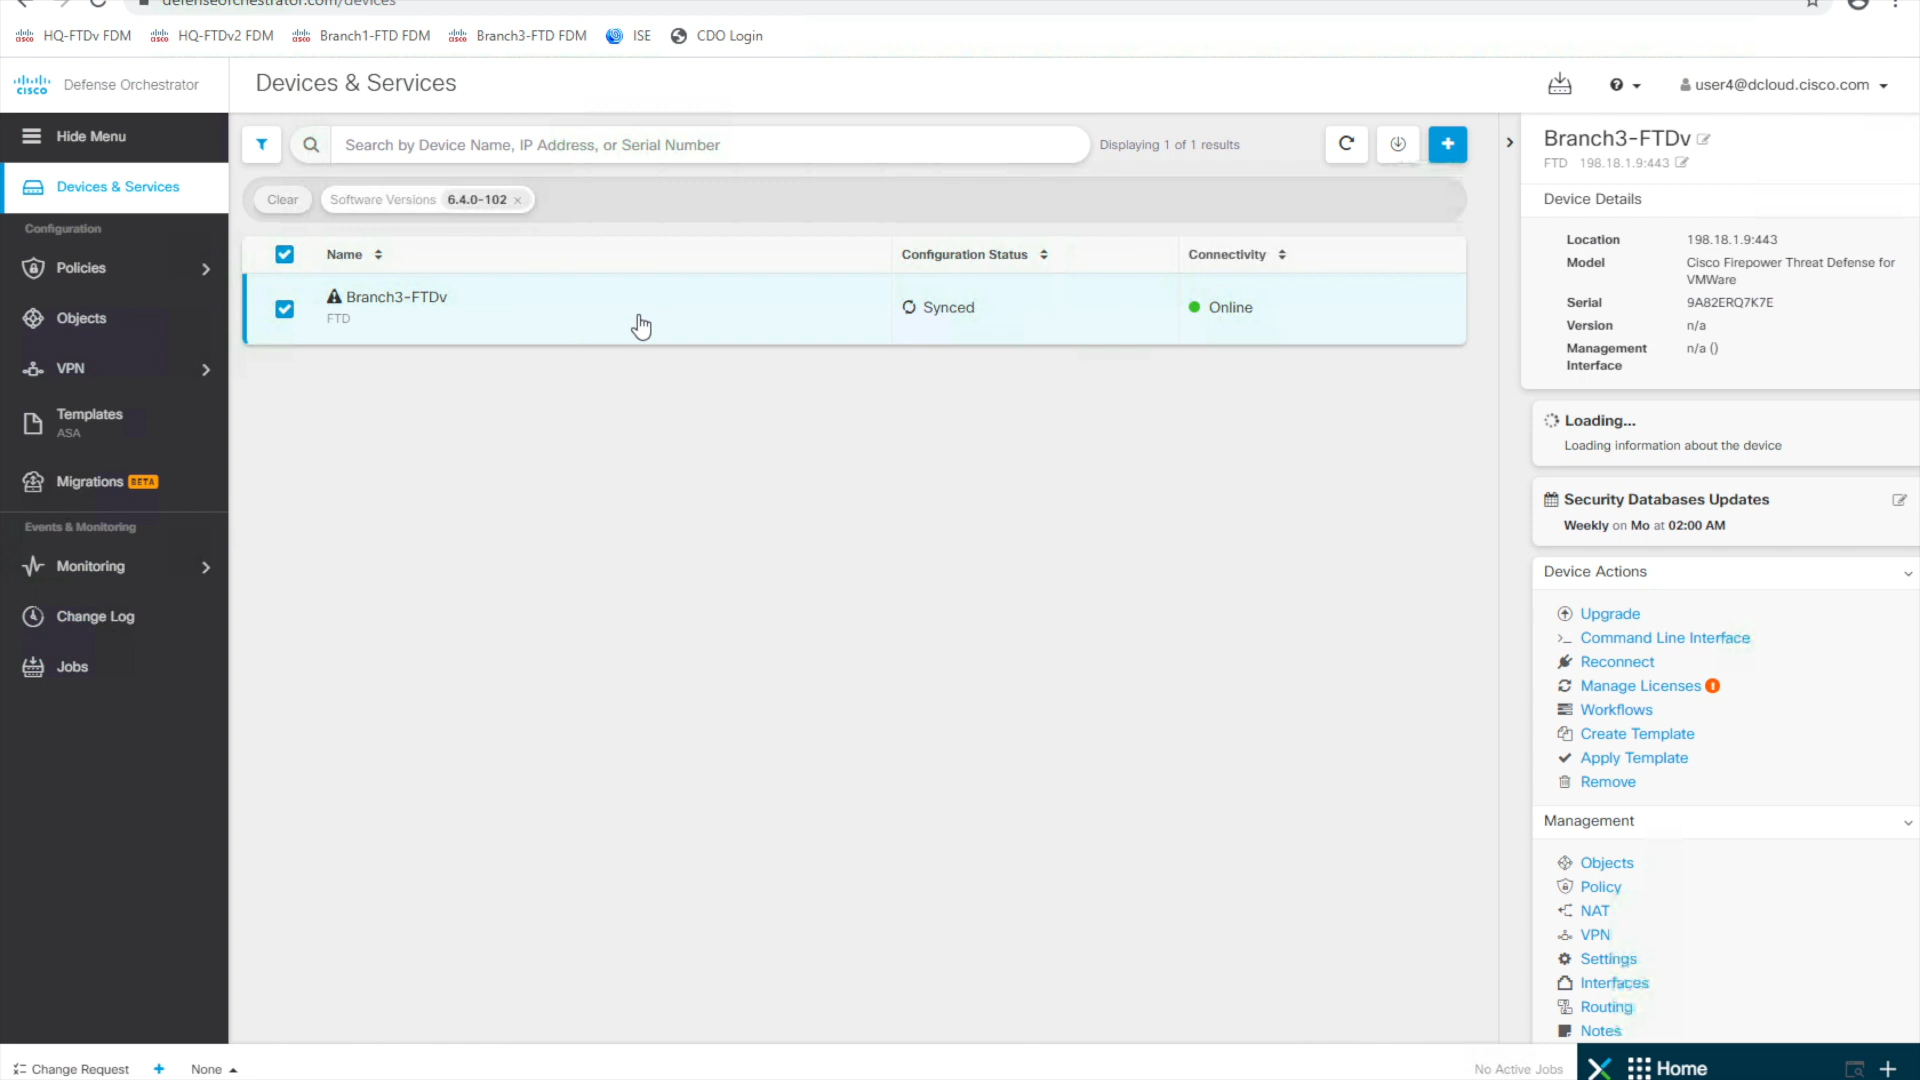 defenseorchestrator.com/devices
HQ-FTDv FDM
HQ-FTDv2 FDM
Branch1-FTD FDM
Branch3-FTD FDM
ISE
CDO Login
CISCO
Defense Orchestrator
Devices & Services
user4@dcloud.cisco.com
Hide Menu
Devices & Services
Configuration
Policies
Objects
VPN
Templates
ASA
Migrations BETA
Events & Monitoring
Monitoring
Change Log
Jobs
Search by Device Name, IP Address, or Serial Number
Displaying 1 of 1 results
Clear
Software Versions 6.4.0-102 ×
Name
Configuration Status
Connectivity
Branch3-FTDv
FTD
Synced
Online
Branch3-FTDv
FTD 198.18.1.9:443
Device Details
Location 198.18.1.9:443
Model Cisco Firepower Threat Defense for
VMWare
Serial 9A82ERQ7K7E
Version n/a
Management n/a ()
Interface
Loading...
Loading information about the device
Security Databases Updates
Weekly on Mo at 02:00 AM
Device Actions
Upgrade
Command Line Interface
Reconnect
Manage Licenses
Workflows
Create Template
Apply Template
Remove
Management
Objects
Policy
NAT
VPN
Settings
Interfaces
Routing
Notes
Change Request
None
No Active Jobs
Home